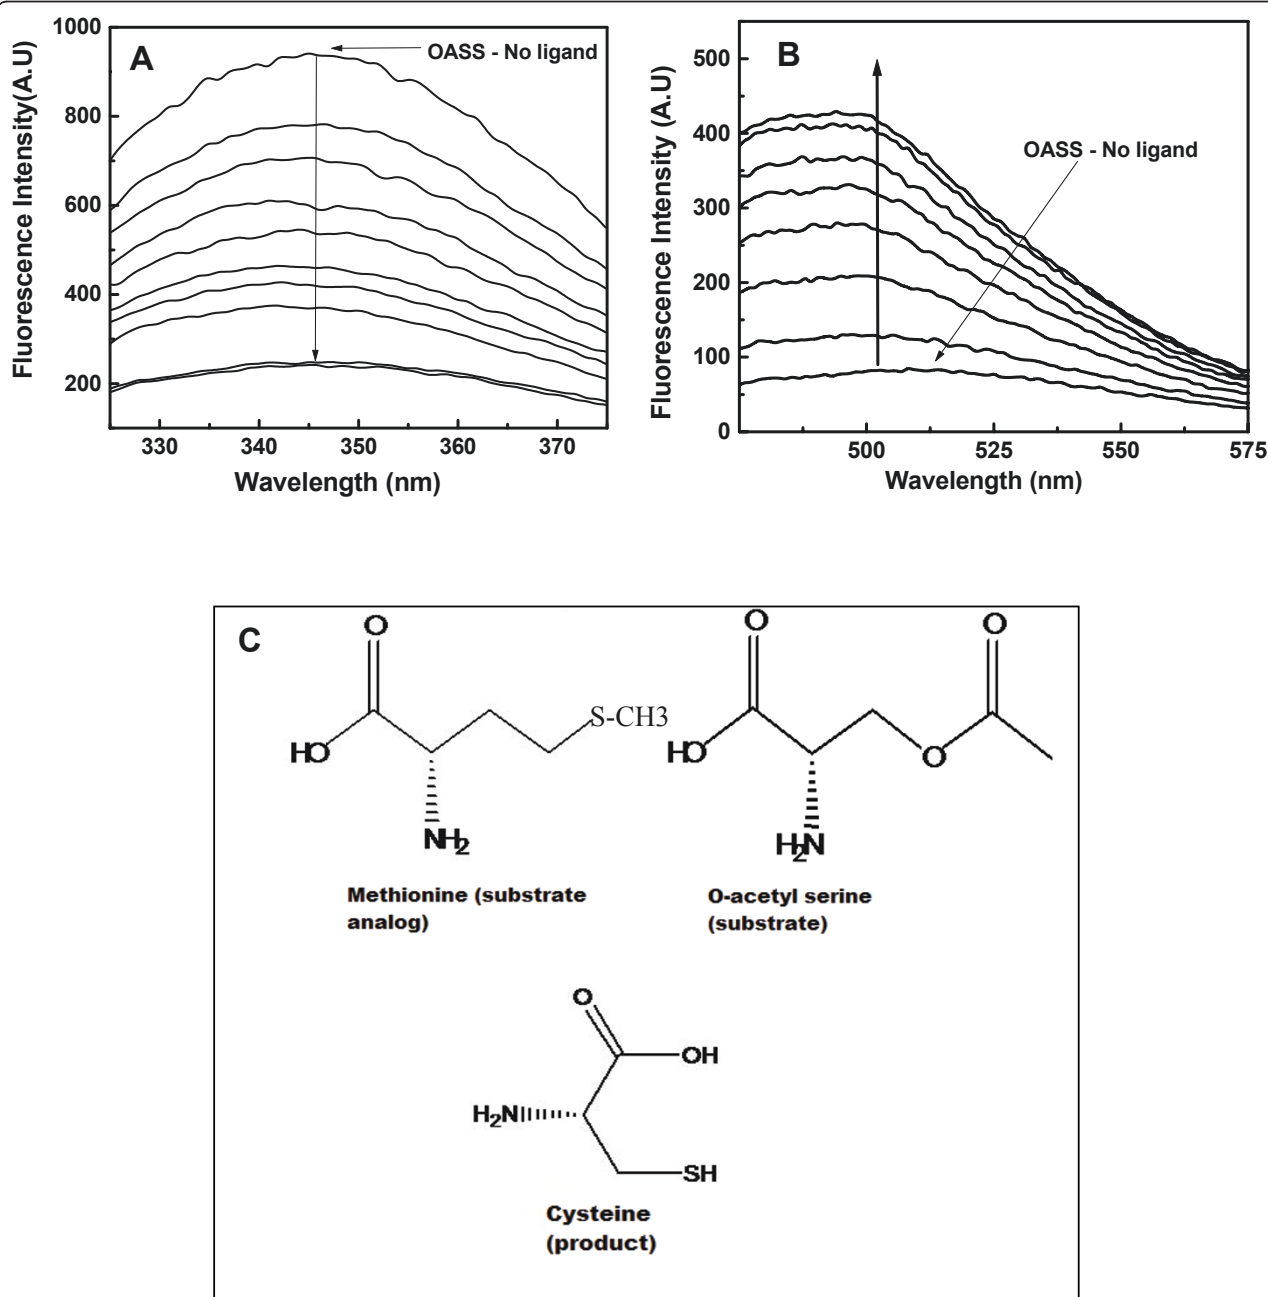 A
OASS - No ligand
Fluorescence Intensity(A.U)
1000
800
600
400
200
330 340 350 360 370
Wavelength (nm)
B
OASS - No ligand
Fluorescence Intensity (A.U)
500
400
300
200
100
0
500 525 550 575
Wavelength (nm)
C
O
HO
S-CH3
NH2
Methionine (substrate
analog)
O
O
HO
O
H2N
O-acetyl serine
(substrate)
O
OH
H2N
SH
Cysteine
(product)